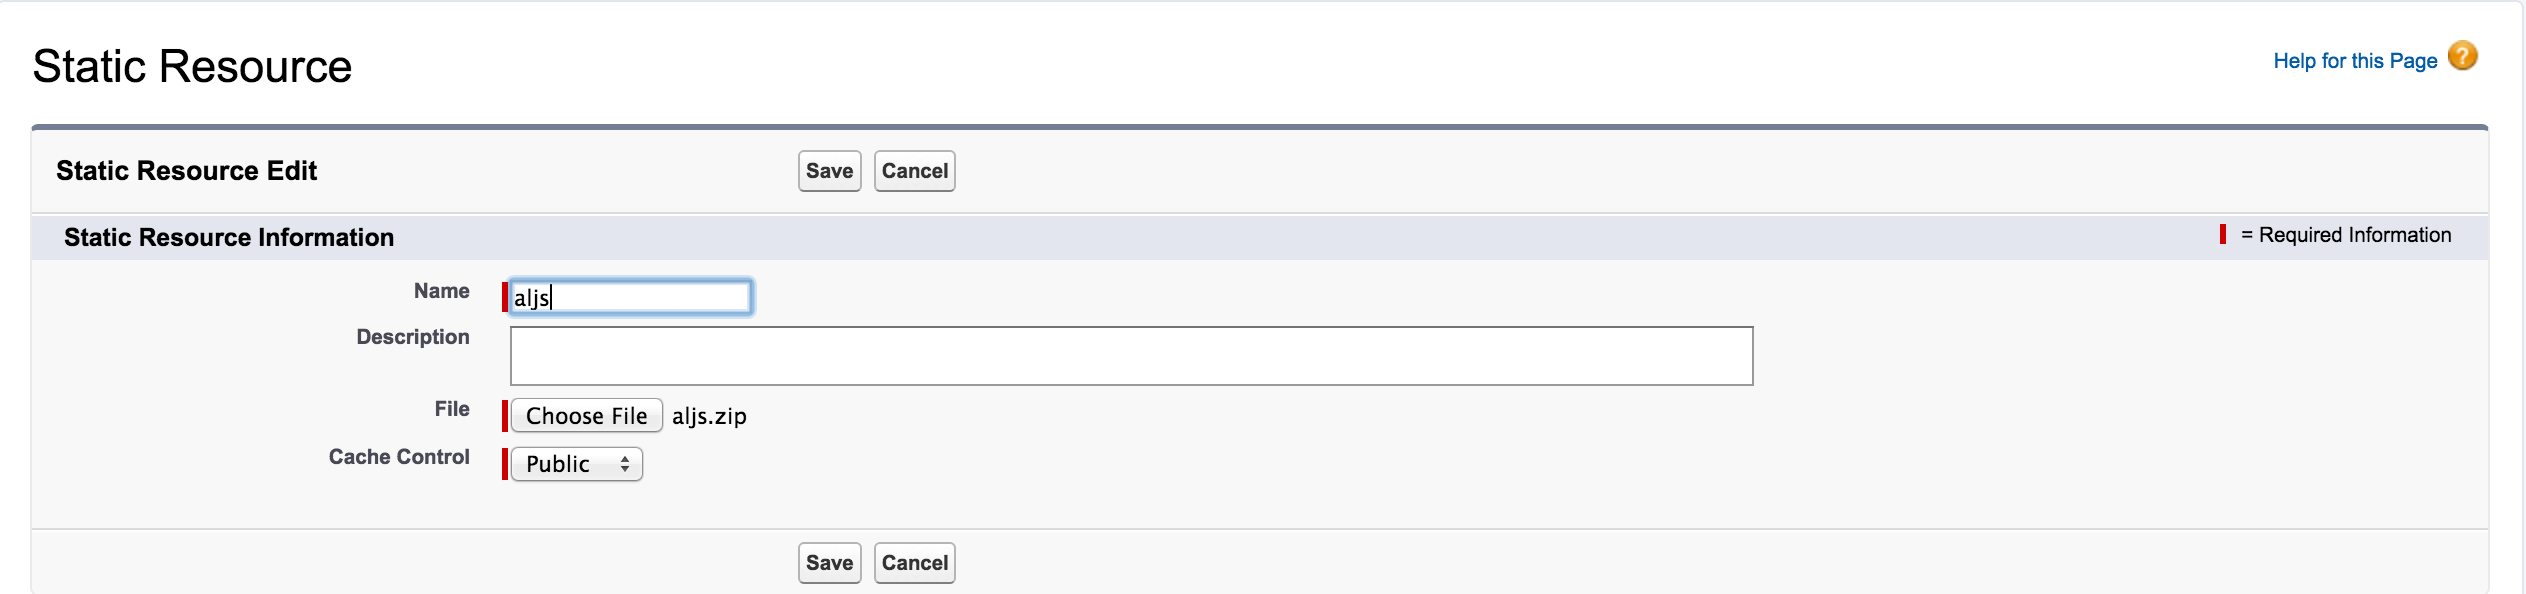 Static Resource
Help for this Page ?
Static Resource Edit Save Cancel
Static Resource Information = Required Information
Name aljs
Description
File Choose File aljs.zip
Cache Control Public
Save Cancel